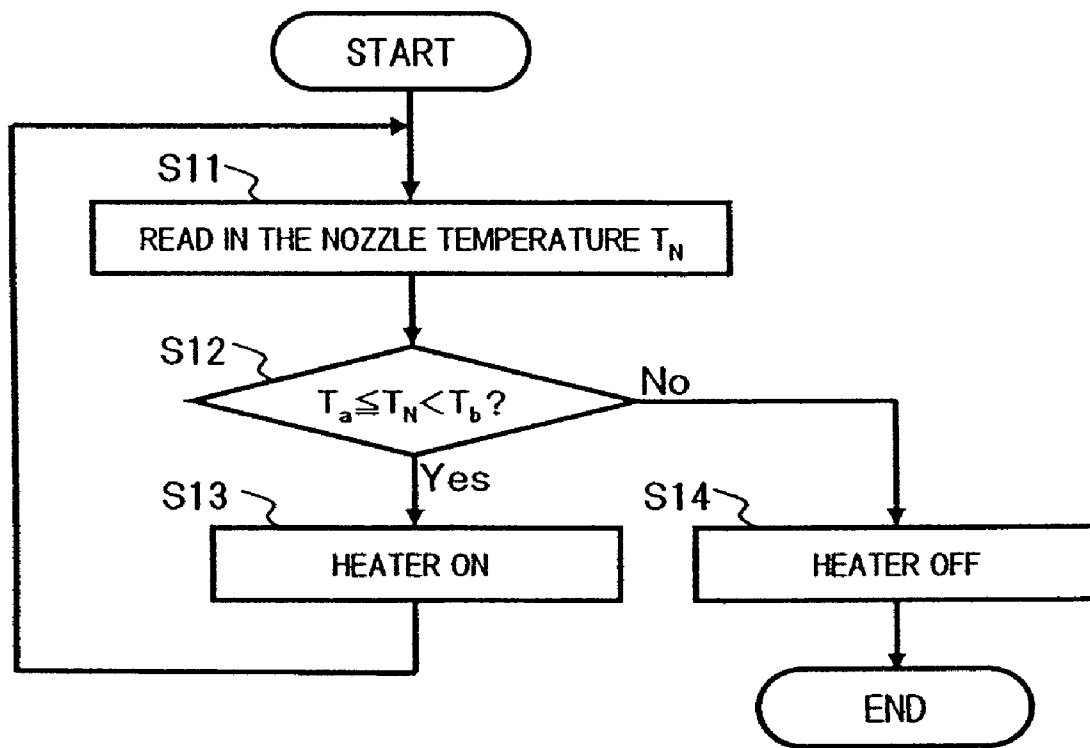 START
S11
READ IN THE NOZZLE TEMPERATURE T_N
S12
T_a≦T_N<T_b?
No
Yes
S13
HEATER ON
S14
HEATER OFF
END